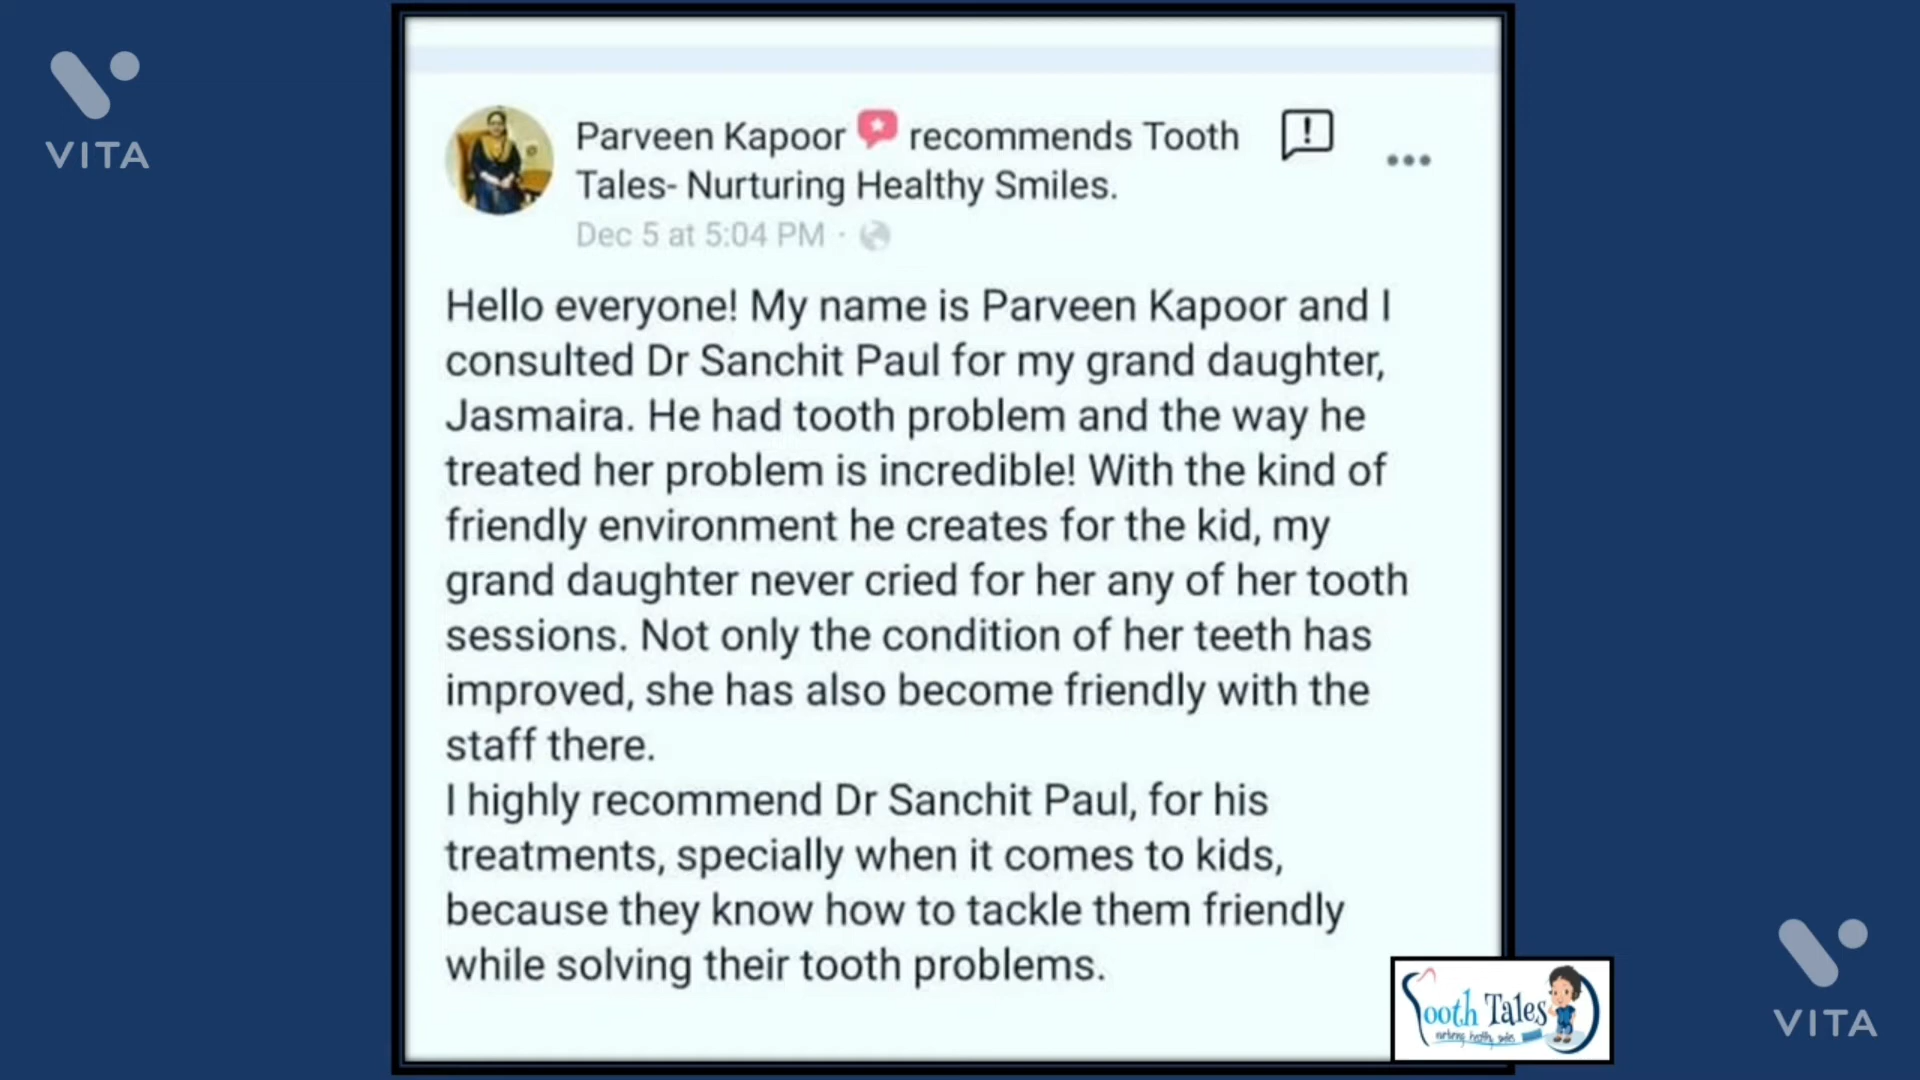 VITA
Parveen Kapoor recommends Tooth
Tales- Nurturing Healthy Smiles.
Dec 5 at 5:04 PM ·
Hello everyone! My name is Parveen Kapoor and I
consulted Dr Sanchit Paul for my grand daughter,
Jasmaira. He had tooth problem and the way he
treated her problem is incredible! With the kind of
friendly environment he creates for the kid, my
grand daughter never cried for her any of her tooth
sessions. Not only the condition of her teeth has
improved, she has also become friendly with the
staff there.
I highly recommend Dr Sanchit Paul, for his
treatments, specially when it comes to kids,
because they know how to tackle them friendly
while solving their tooth problems.
Tooth Tales
nurturing healthy smiles
VITA